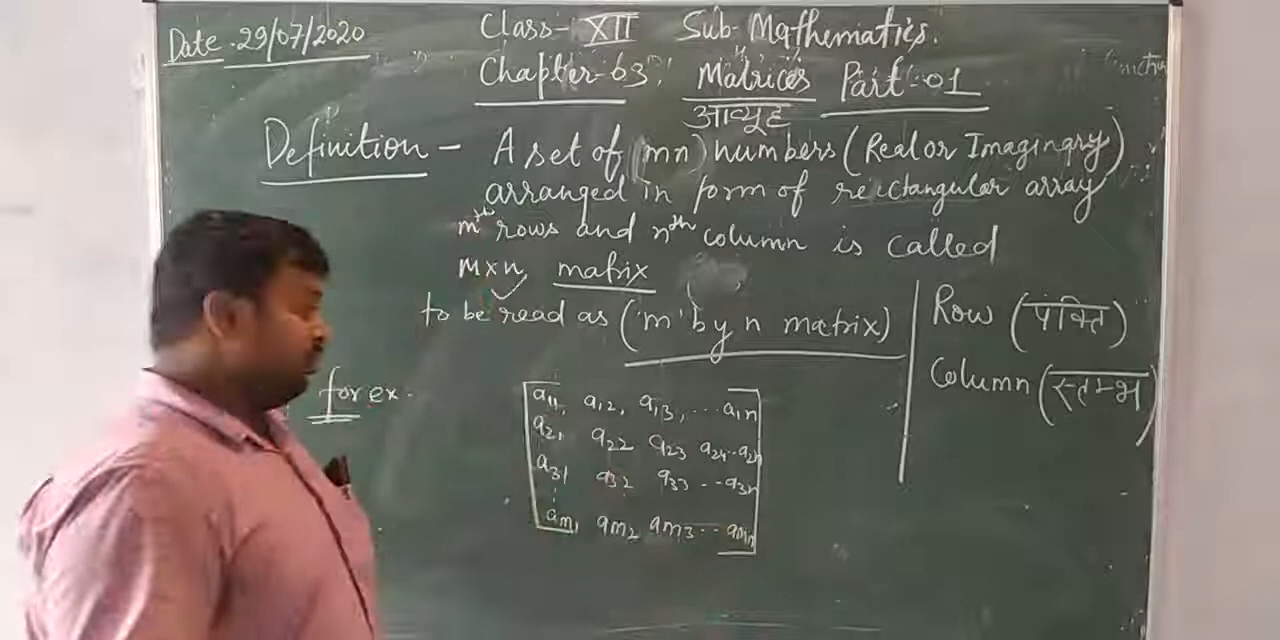 Date-29/07/2020
Class-XII Sub-Mathematics.
Chapter-03: "Matrices" Part-01
आव्यूह
Definition - A set of (mn) numbers (Real or Imaginary)
arranged in form of rectangular array
mth rows and nth column is called
m×n matrix
to be read as ('m' by n matrix)
Row (पंक्ति)
Column (स्तम्भ)
for ex.
a11, a12, a13, ... a1n
a21 a22 a23 a24 .. a2n
a31 a32 a33 ... a3n
⋮
am1 am2 am3 ... amn